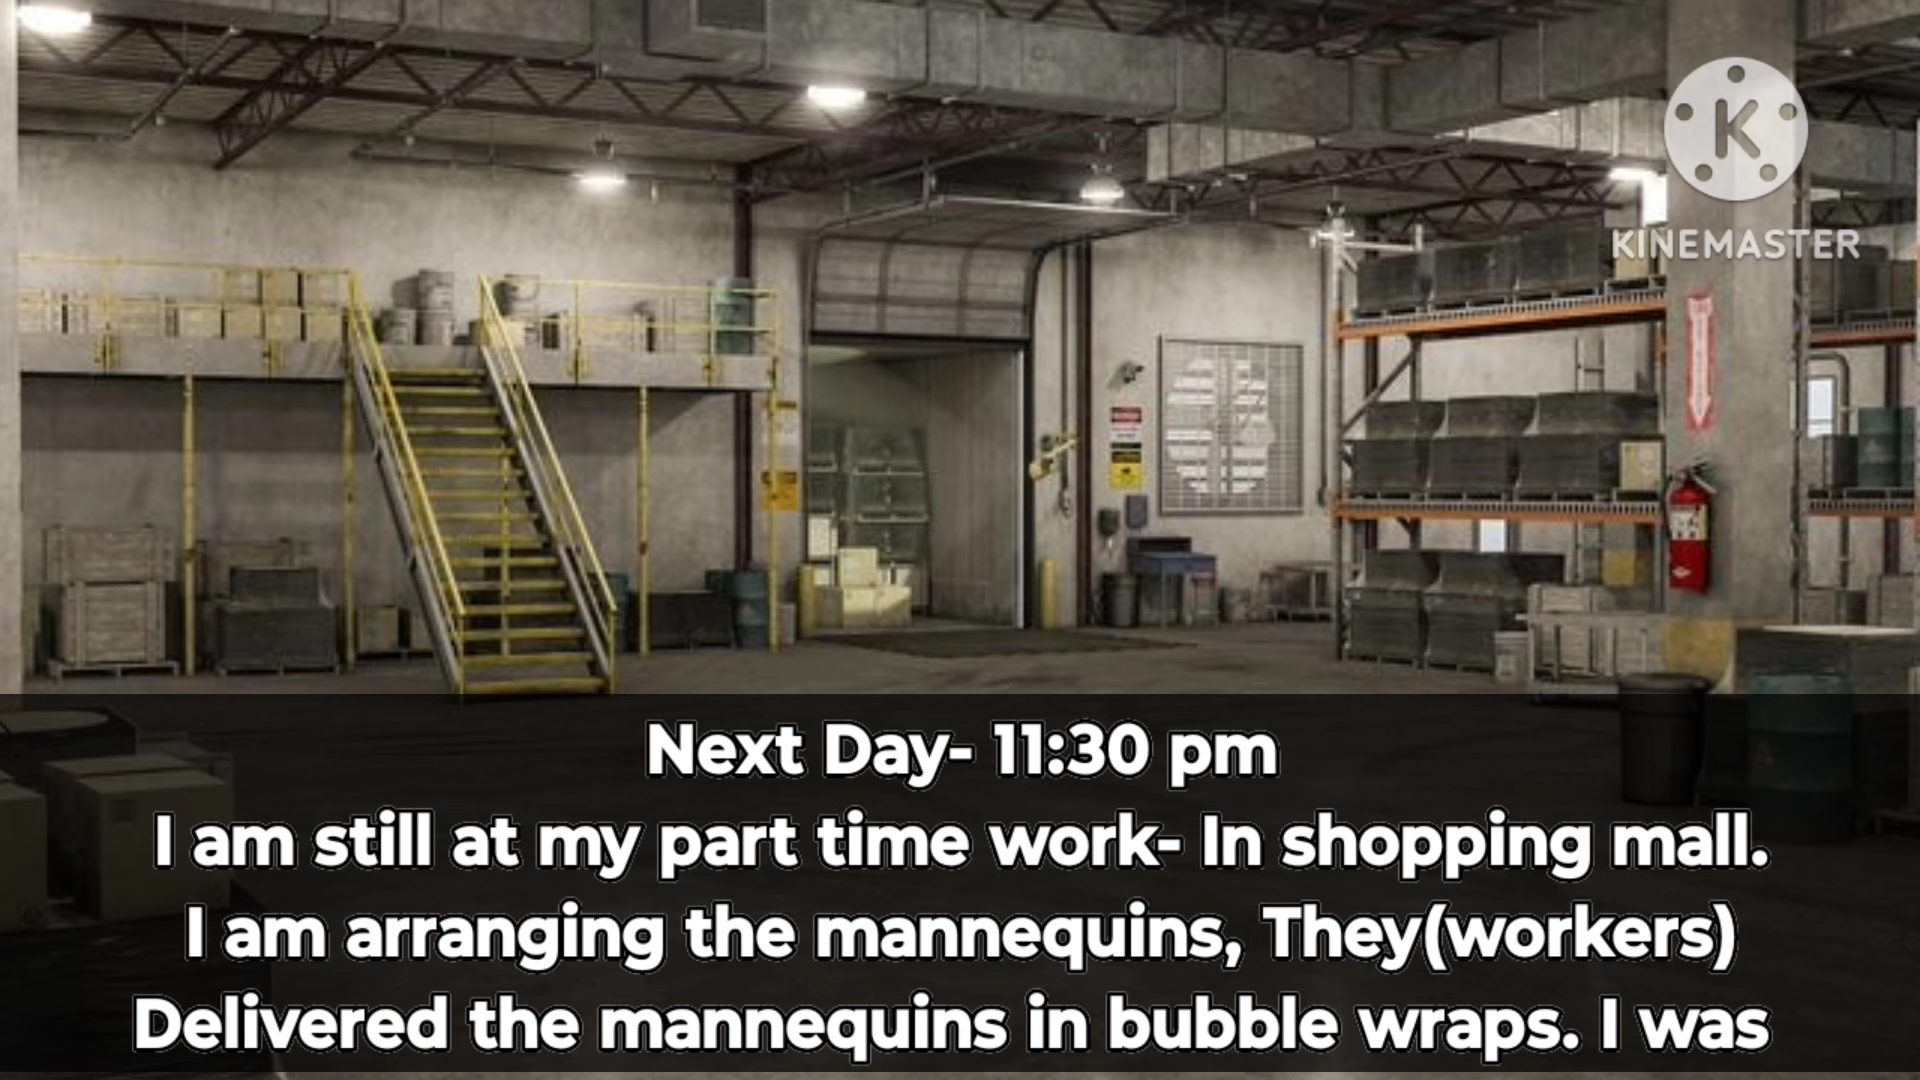 K
KINEMASTER
Next Day- 11:30 pm
I am still at my part time work- In shopping mall.
I am arranging the mannequins, They(workers)
Delivered the mannequins in bubble wraps. I was